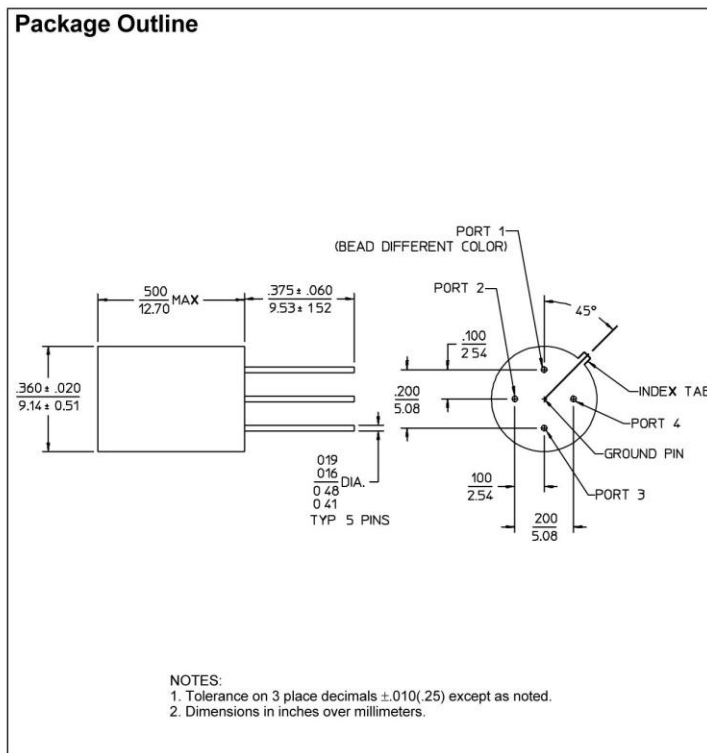 Package Outline
PORT 1
(BEAD DIFFERENT COLOR)
500
12.70
MAX
.375± .060
9.53± 1 52
PORT 2
45°
.100
2 54
.360± .020
9.14± 0.51
.200
5.08
INDEX TAB
PORT 4
GROUND PIN
019
016
0 48
0 41
DIA.
TYP 5 PINS
100
2.54
PORT 3
200
5.08
NOTES:
1. Tolerance on 3 place decimals ±.010(.25) except as noted.
2. Dimensions in inches over millimeters.